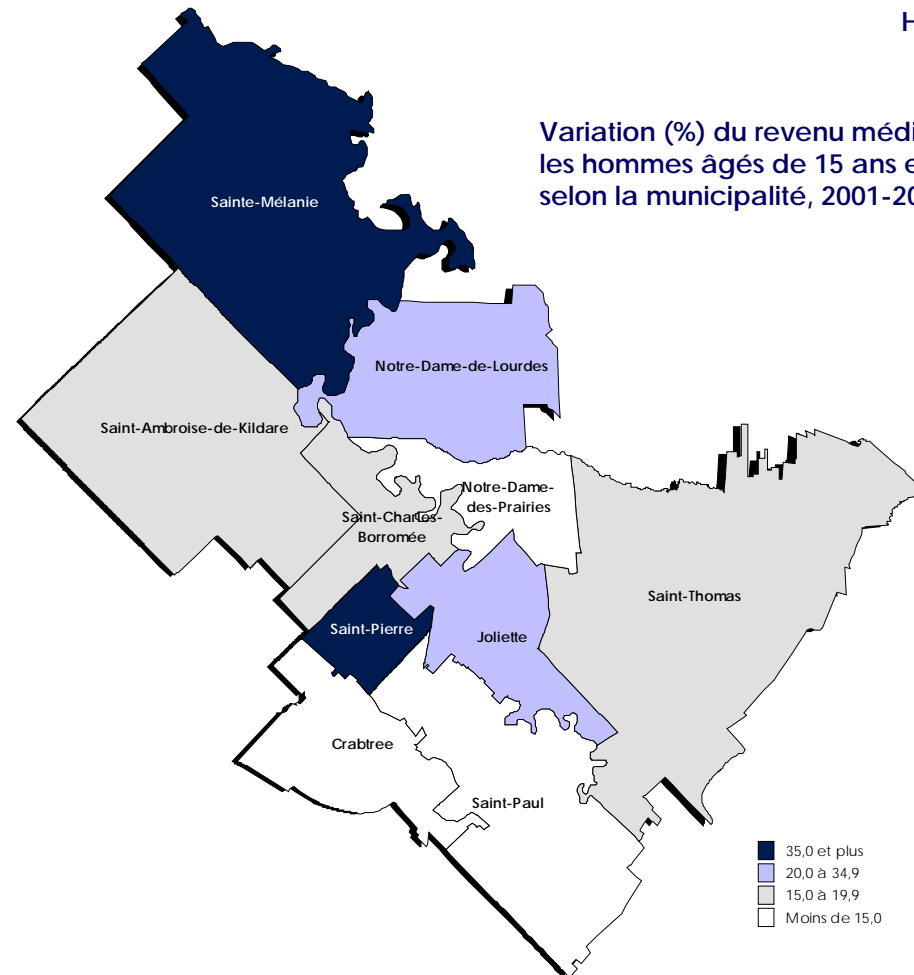 H
Variation (%) du revenu médi
les hommes âgés de 15 ans e
selon la municipalité, 2001-20
Sainte-Mélanie
Notre-Dame-de-Lourdes
Saint-Ambroise-de-Kildare
Notre-Dame-
des-Prairies
Saint-Charles-
Borromée
Saint-Thomas
Saint-Pierre
Joliette
Crabtree
Saint-Paul
35,0 et plus
20,0 à 34,9
15,0 à 19,9
Moins de 15,0